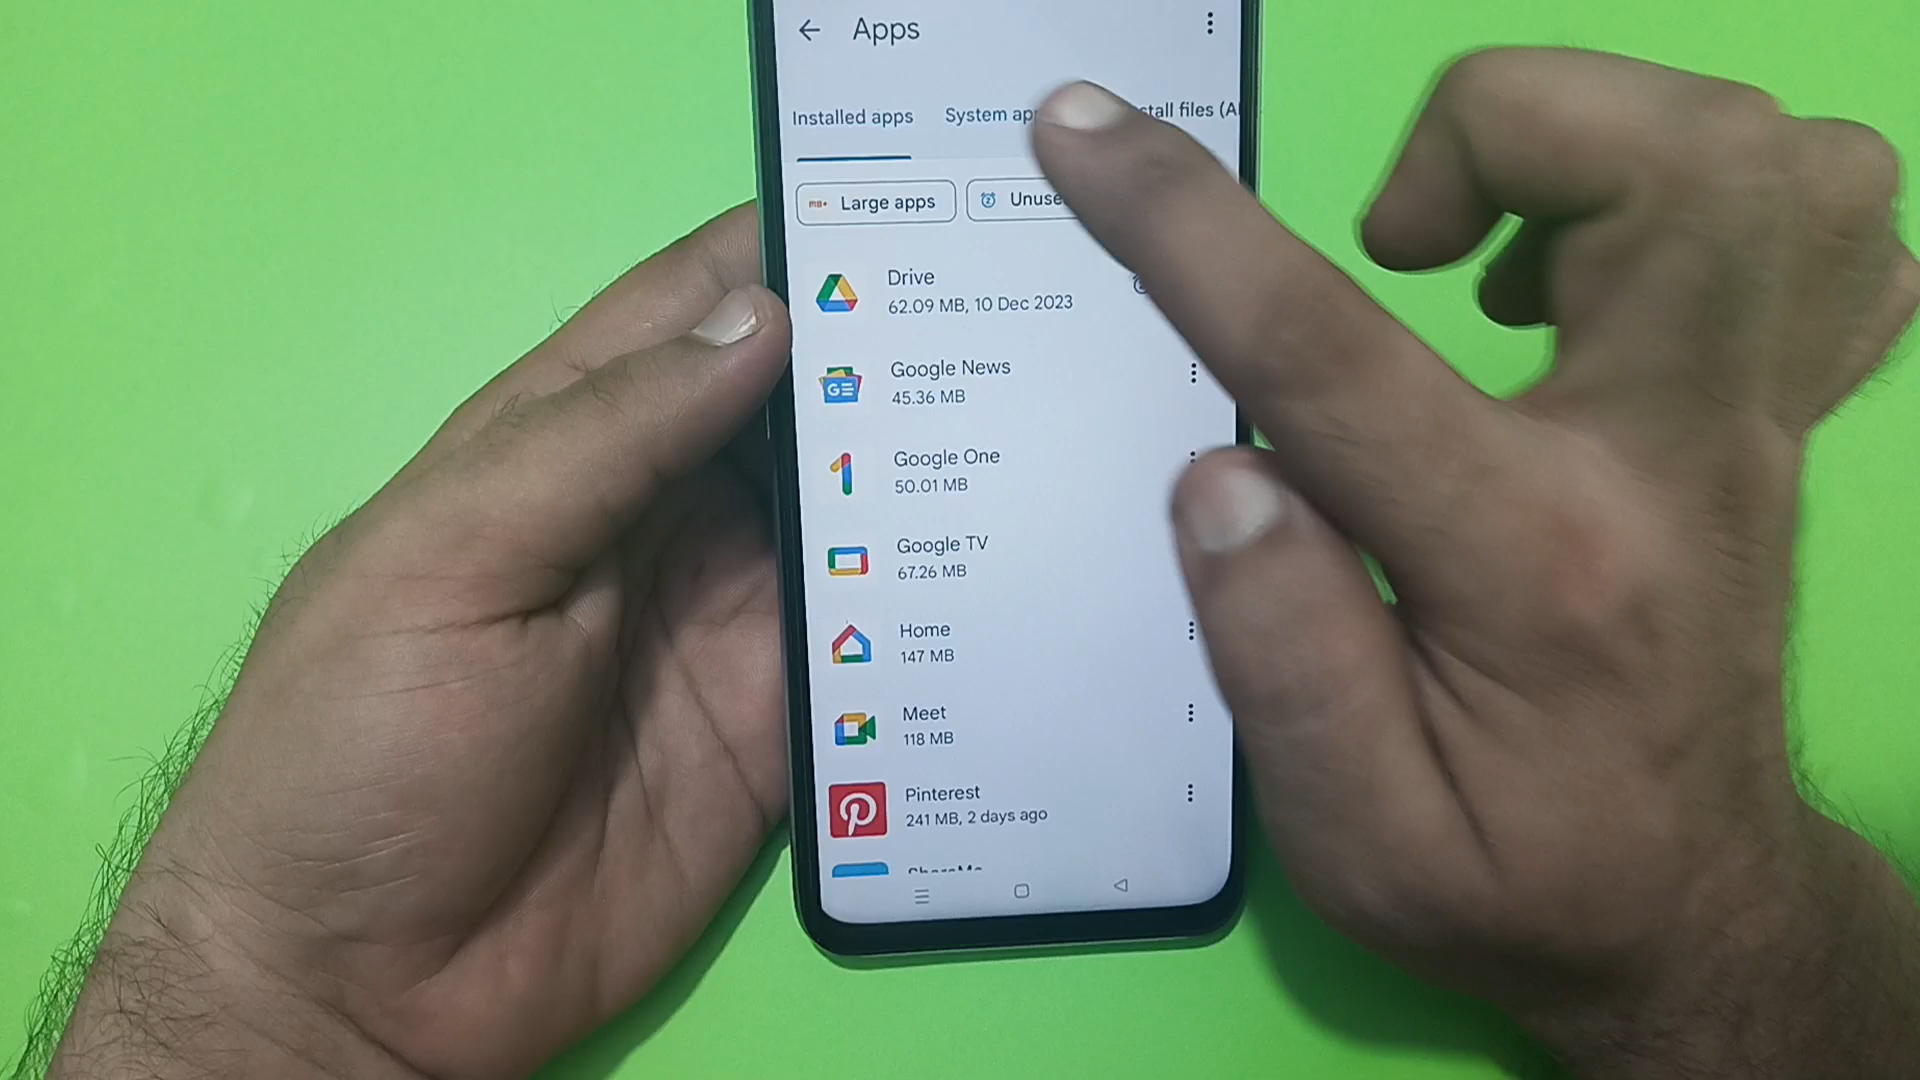 Apps
Installed apps System ap stall files (A
MB+ Large apps Unuse
Drive
62.09 MB, 10 Dec 2023
Google News
GE
45.36 MB
Google One
50.01 MB
Google TV
67.26 MB
Home
147 MB
Meet
118 MB
Pinterest
241 MB, 2 days ago